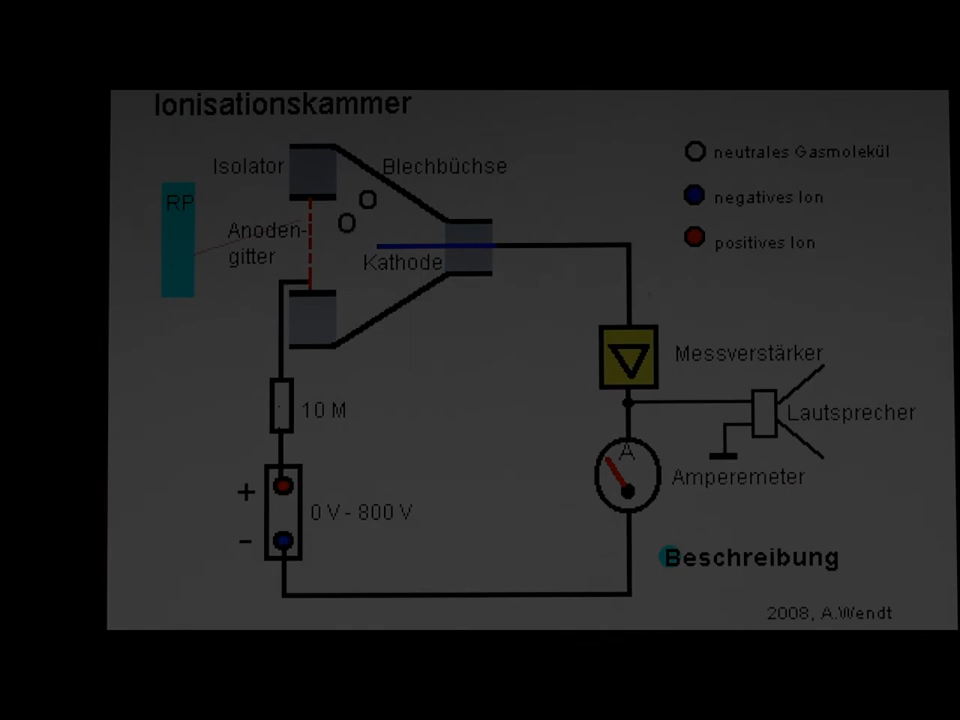 Ionisationskammer
Isolator
Blechbüchse
neutrales Gasmolekül
RP
negatives Ion
Anoden-
gitter
positives Ion
Kathode
Messverstärker
10 M
Lautsprecher
A
Amperemeter
+
0 V - 800 V
–
Beschreibung
2008, A.Wendt